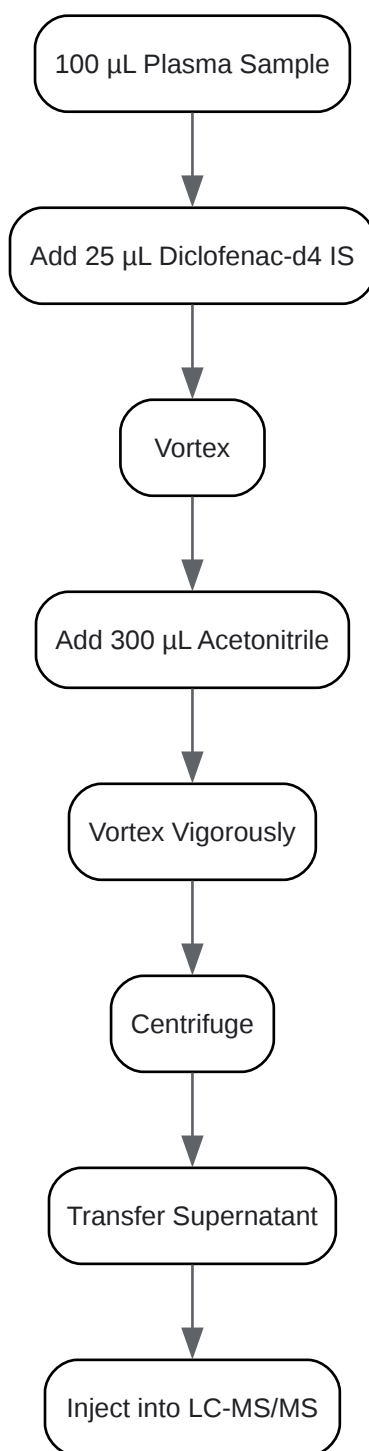 100 µL Plasma Sample
Add 25 µL Diclofenac-d4 IS
Vortex
Add 300 µL Acetonitrile
Vortex Vigorously
Centrifuge
Transfer Supernatant
Inject into LC-MS/MS